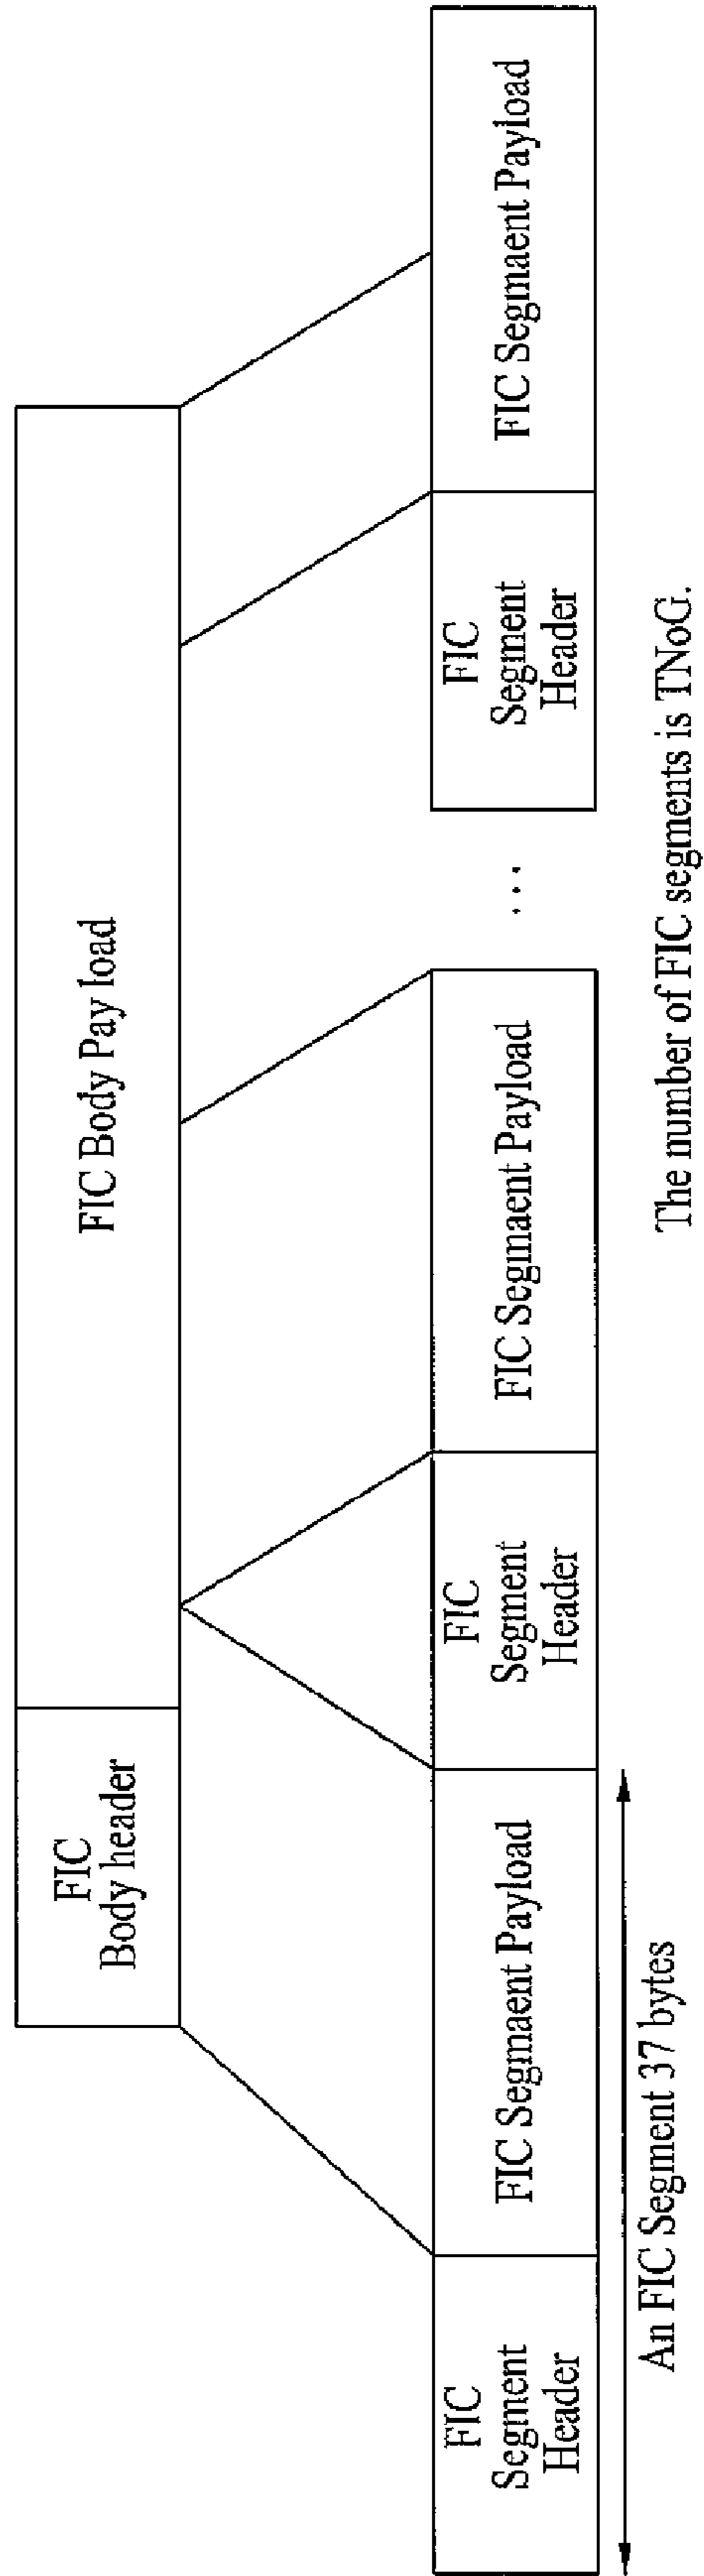 FIC
Body header
FIC Body Pay load
FIC
Segment
Header
FIC Segmaent Payload
FIC
Segment
Header
FIC Segmaent Payload
...
FIC
Segment
Header
FIC Segmaent Payload
An FIC Segment 37 bytes
The number of FIC segments is TNoG.